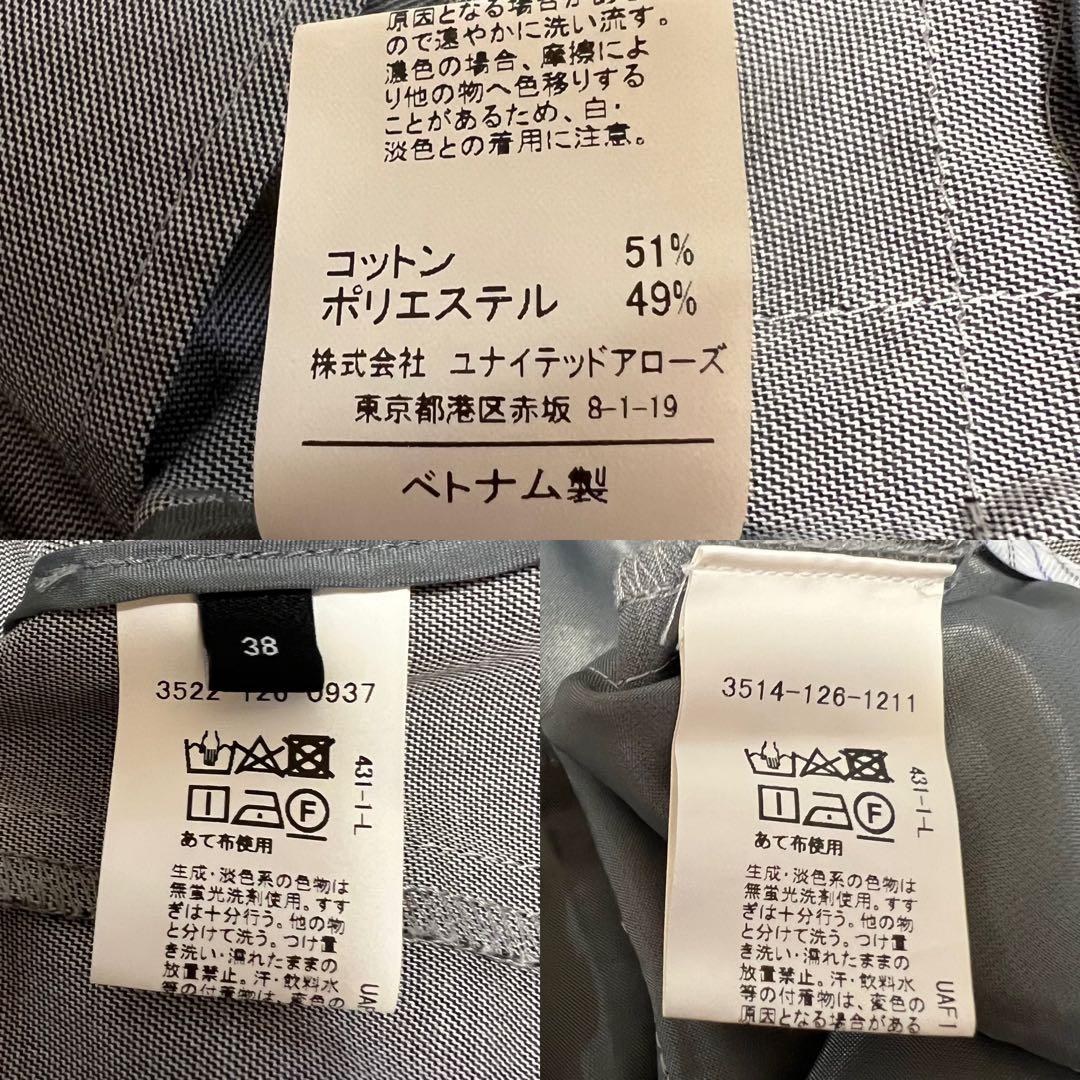 原因となる場合がある
ので速やかに洗い流す。
濃色の場合、摩擦によ
り他の物へ色移りする
ことがあるため、白・
淡色との着用に注意。
コットン 51%
ポリエステル 49%
株式会社 ユナイテッドアローズ
東京都港区赤坂 8-1-19
ベトナム製
38
3522-126-0937
431-1-L
あて布使用
生成・淡色系の色物は
無蛍光洗剤使用。すす
ぎは十分行う。他の物
と分けて洗う。つけ置
き洗い・濡れたままの
放置禁止。汗・飲料水
等の付着物は、変色の
UAF
3514-126-1211
431-1-L
F
F
あて布使用
生成・淡色系の色物は
無蛍光洗剤使用。すす
ぎは十分行う。他の物
と分けて洗う。つけ置
き洗い・濡れたままの
放置禁止。汗・飲料水
等の付着物は、変色の
原因となる場合がある
UAF1